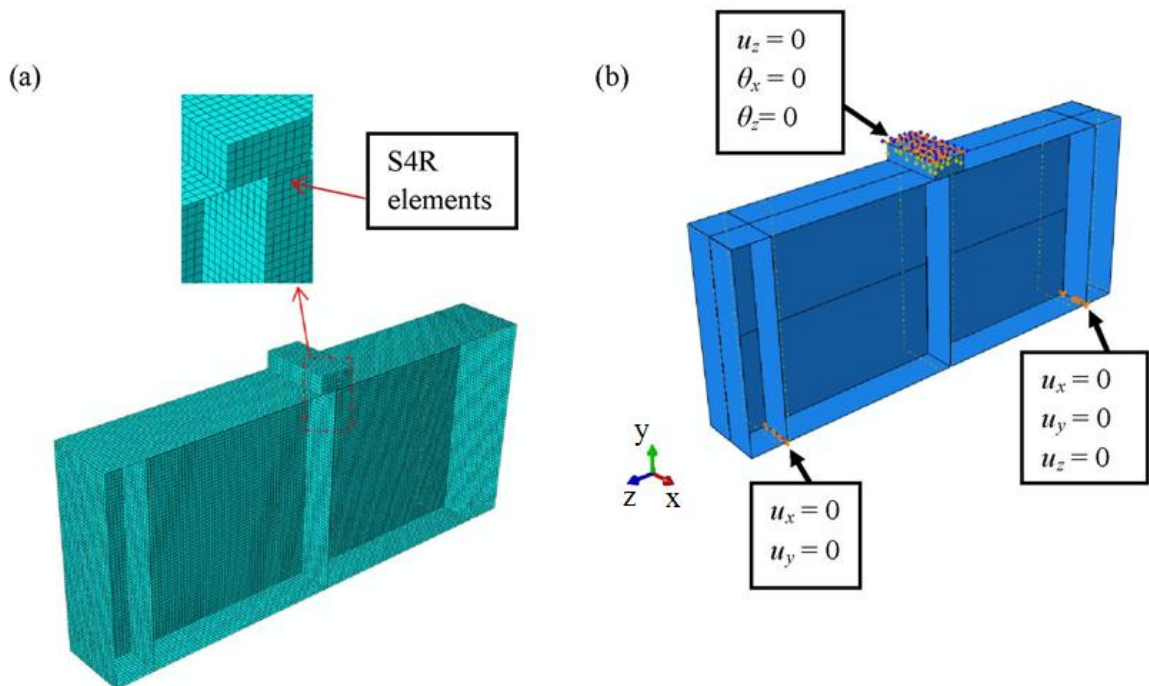 (a)
S4R
elements
(b)
u_z = 0
θ_x = 0
θ_z= 0
y
z
x
u_x = 0
u_y = 0
u_x = 0
u_y = 0
u_z = 0